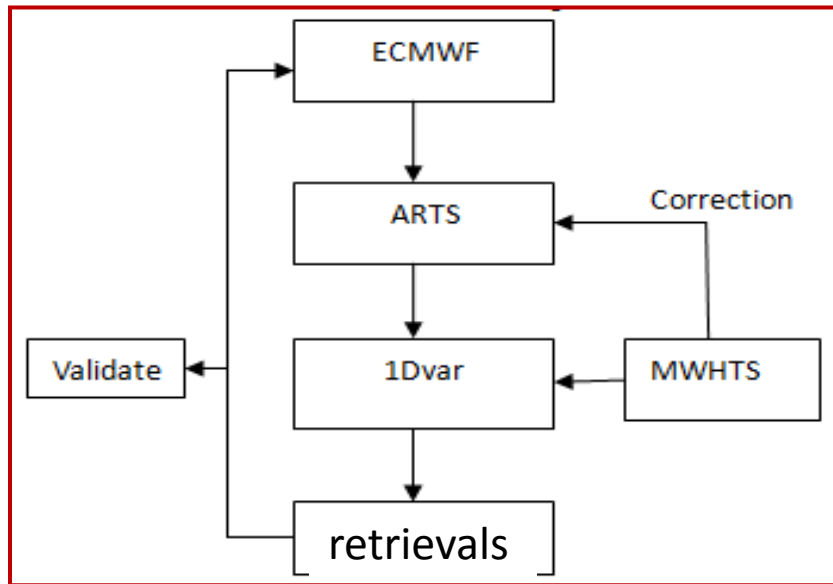 ECMWF
ARTS
Correction
Validate
1Dvar
MWHTS
retrievals